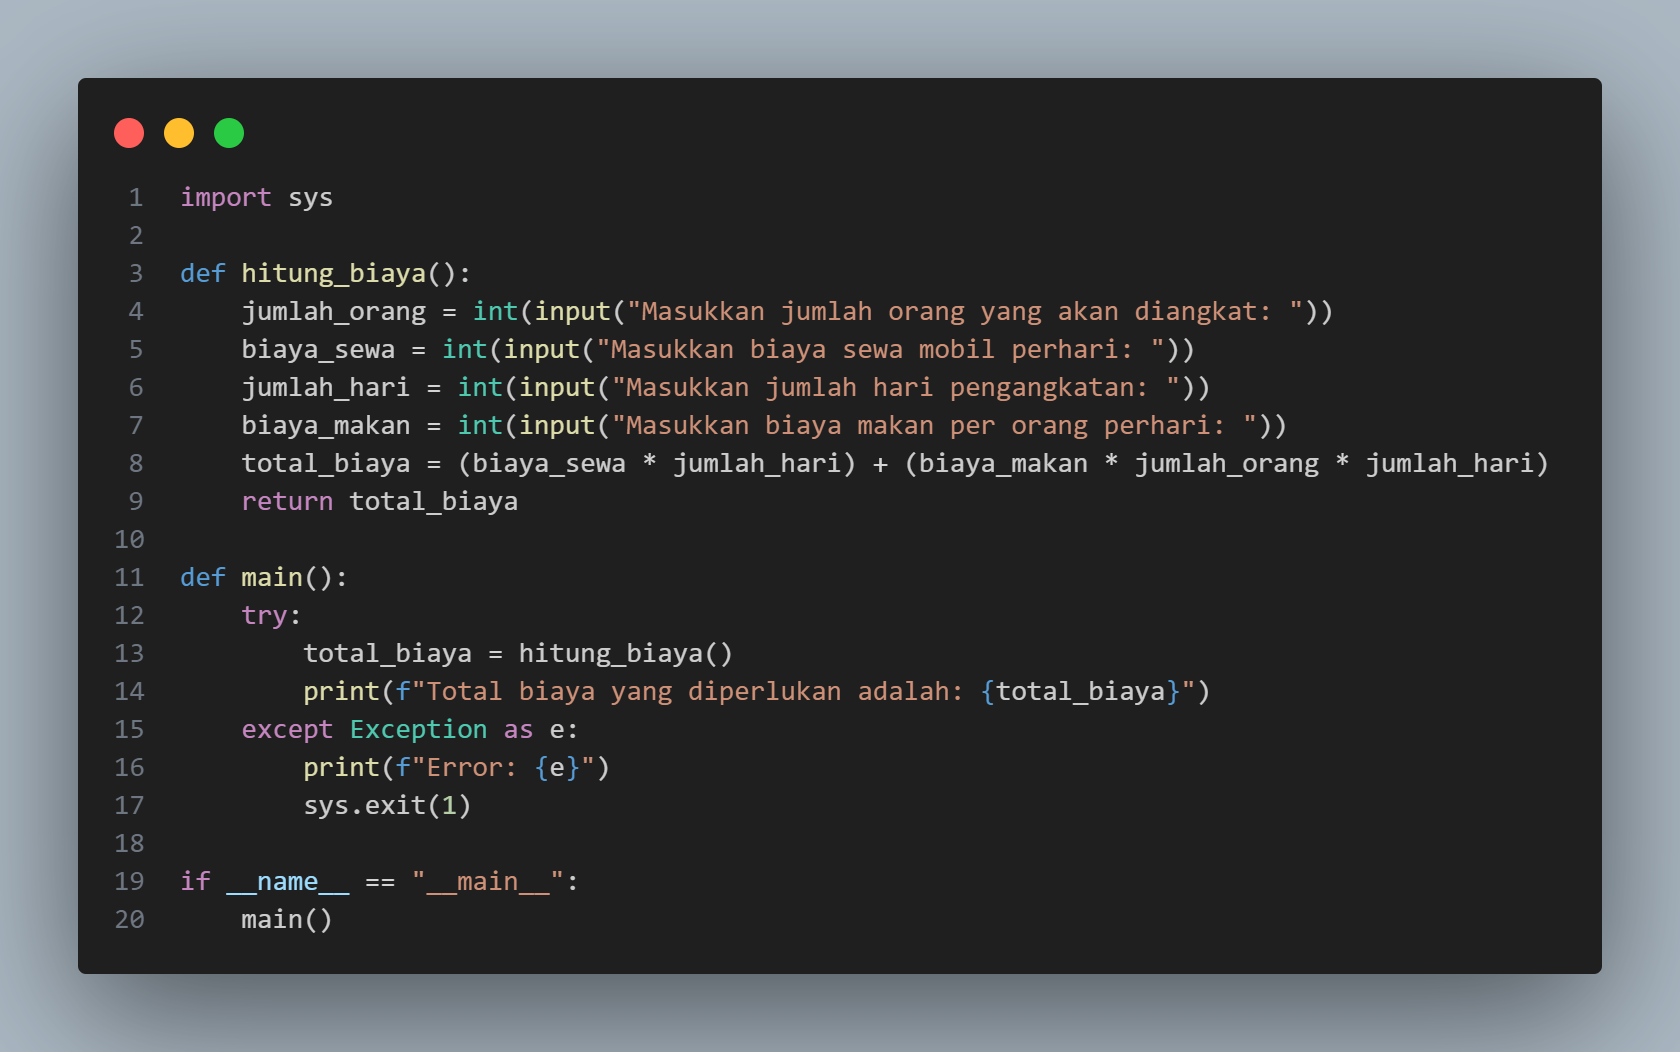 1 import sys
2
3 def hitung_biaya():
4     jumlah_orang = int(input("Masukkan jumlah orang yang akan diangkat: "))
5     biaya_sewa = int(input("Masukkan biaya sewa mobil perhari: "))
6     jumlah_hari = int(input("Masukkan jumlah hari pengangkatan: "))
7     biaya_makan = int(input("Masukkan biaya makan per orang perhari: "))
8     total_biaya = (biaya_sewa * jumlah_hari) + (biaya_makan * jumlah_orang * jumlah_hari)
9     return total_biaya
10
11 def main():
12     try:
13         total_biaya = hitung_biaya()
14         print(f"Total biaya yang diperlukan adalah: {total_biaya}")
15     except Exception as e:
16         print(f"Error: {e}")
17         sys.exit(1)
18
19 if __name__ == "__main__":
20     main()